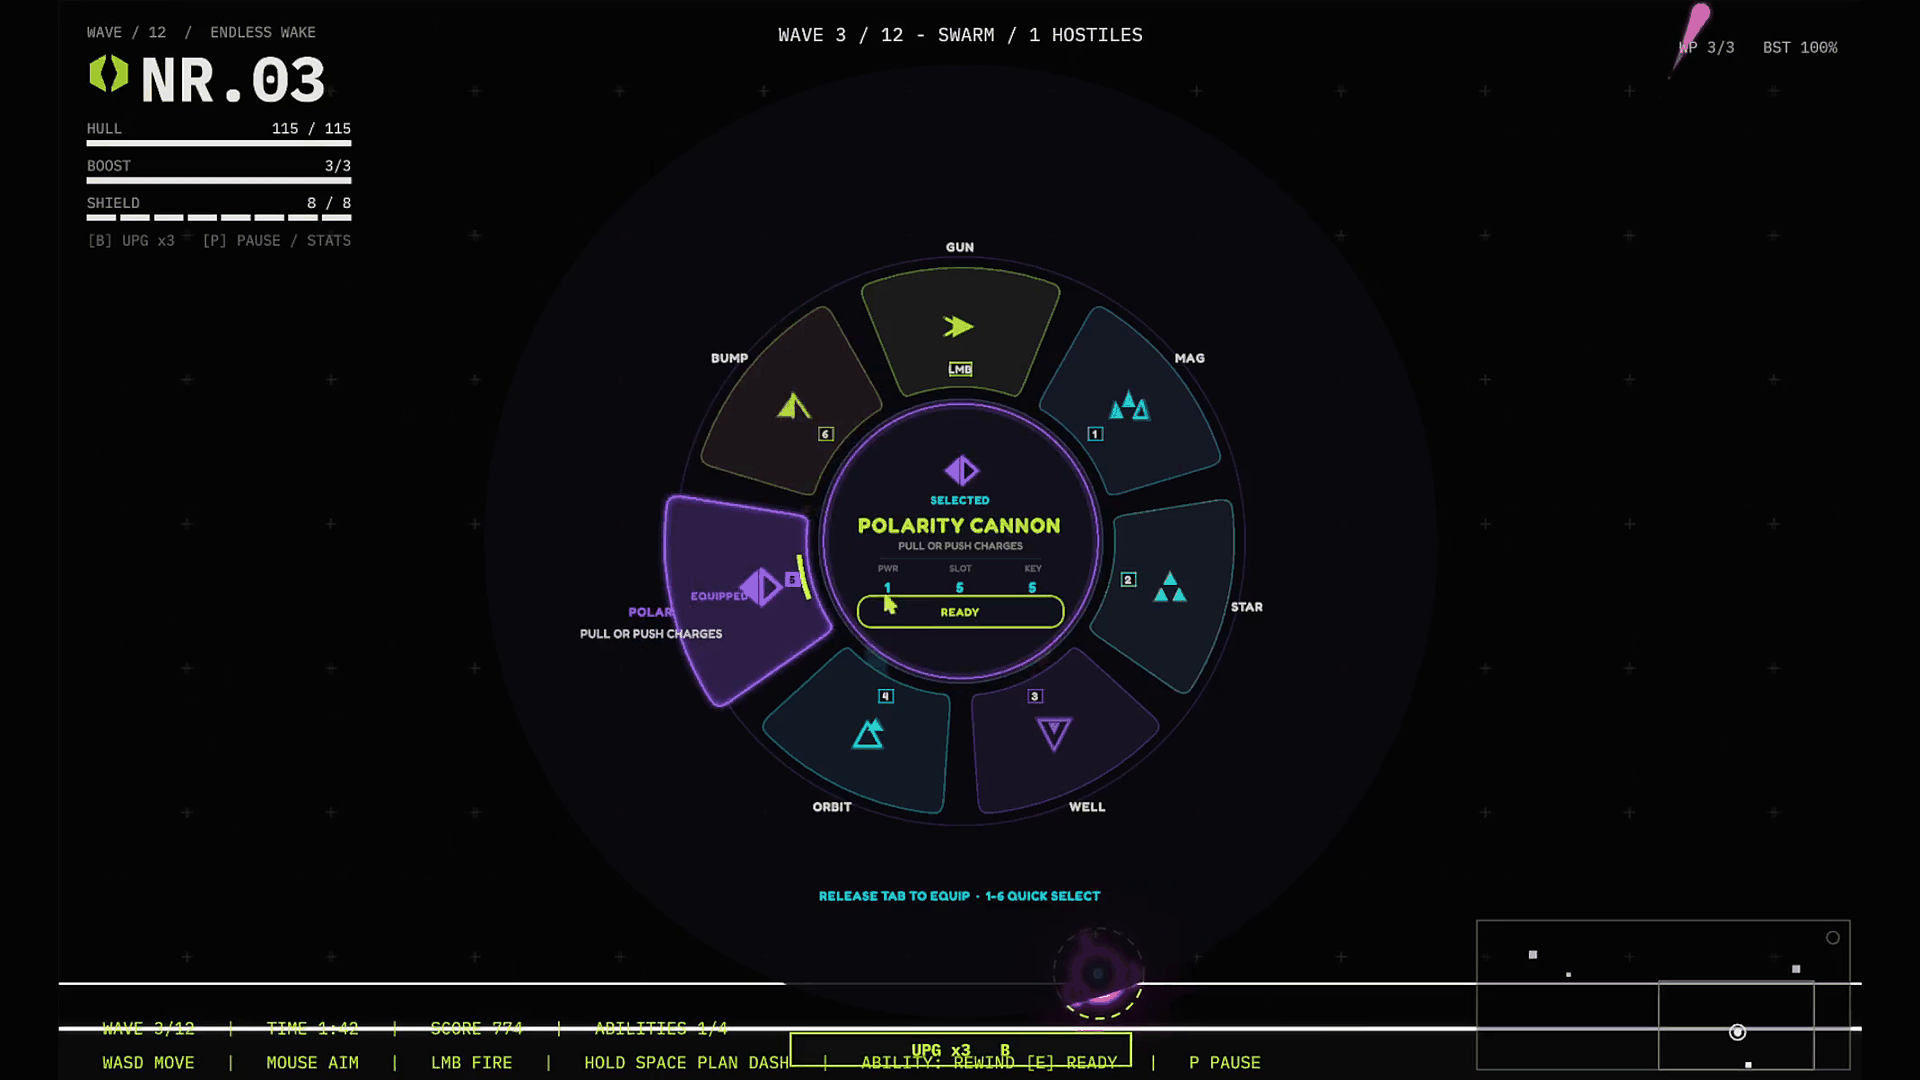 WAVE / 12 / ENDLESS WAKE
NR.03
HULL 115 / 115
BOOST 3/3
SHIELD 8 / 8
[B] UPG x3 [P] PAUSE / STATS
WAVE 3 / 12 - SWARM / 1 HOSTILES
WP 3/3 BST 100%
GUN
LMB
BUMP
6
MAG
1
SELECTED
POLARITY CANNON
PULL OR PUSH CHARGES
PWR SLOT KEY
1 5 5
READY
5
EQUIPPED
POLAR
PULL OR PUSH CHARGES
2
STAR
4
ORBIT
3
WELL
RELEASE TAB TO EQUIP · 1-6 QUICK SELECT
WAVE 3/12 | TIME 1:42 | SCORE 774 | ABILITIES 1/4
UPG x3 B
WASD MOVE | MOUSE AIM | LMB FIRE | HOLD SPACE PLAN DASH | ABILITY: REWIND [E] READY | P PAUSE